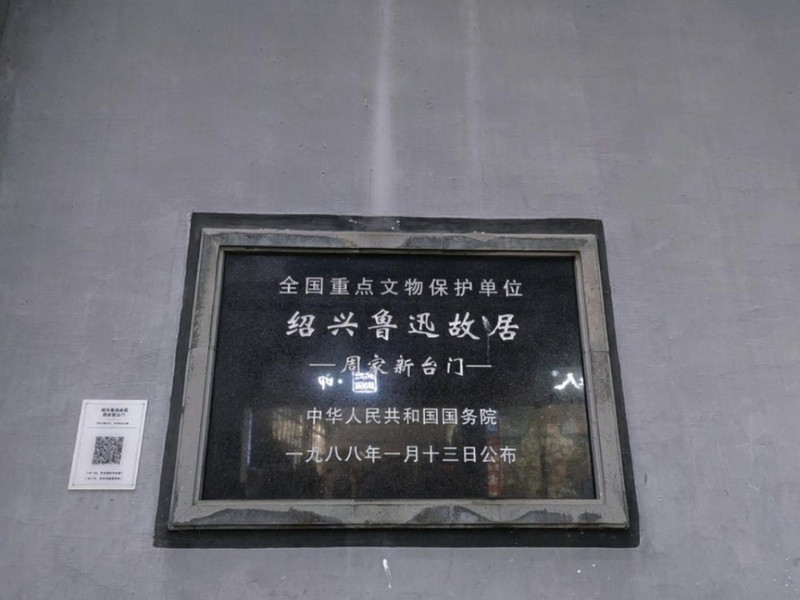 全国重点文物保护单位
绍兴鲁迅故居
—周家新台门—
中华人民共和国国务院
一九八八年一月十三日公布